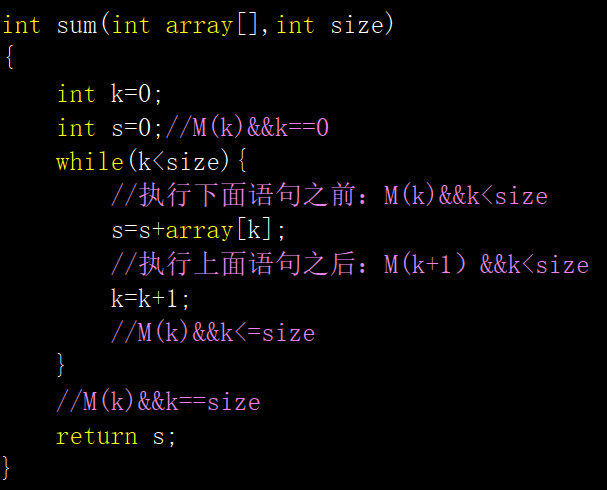 int sum(int array[],int size)
{
    int k=0;
    int s=0;//M(k)&&k==0
    while(k<size){
        //执行下面语句之前：M(k)&&k<size
        s=s+array[k];
        //执行上面语句之后：M(k+1）&&k<size
        k=k+1;
        //M(k)&&k<=size
    }
    //M(k)&&k==size
    return s;
}